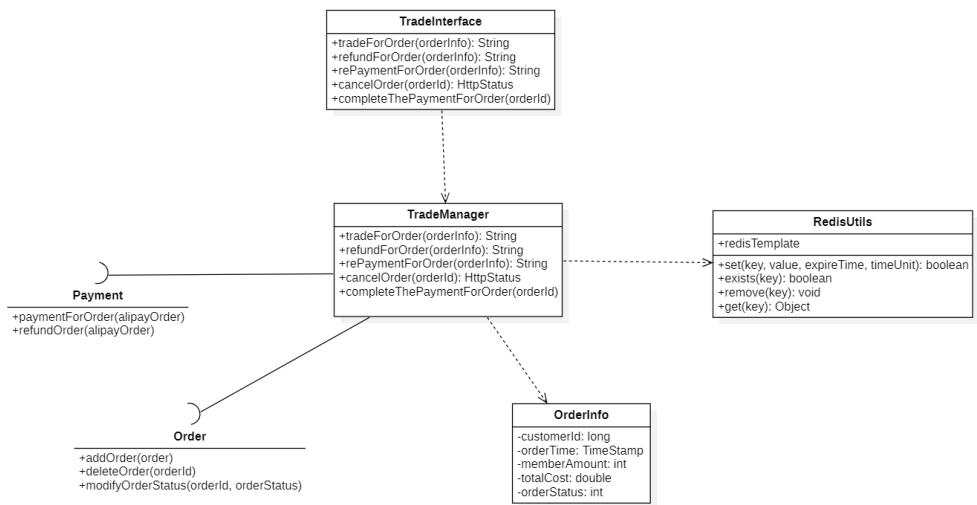 TradeInterface
+tradeForOrder(orderInfo): String
+refundForOrder(orderInfo): String
+rePaymentForOrder(orderInfo): String
+cancelOrder(orderId): HttpStatus
+completeThePaymentForOrder(orderId)
TradeManager
+tradeForOrder(orderInfo): String
+refundForOrder(orderInfo): String
+rePaymentForOrder(orderInfo): String
+cancelOrder(orderId): HttpStatus
+completeThePaymentForOrder(orderId)
RedisUtils
+redisTemplate
+set(key, value, expireTime, timeUnit): boolean
+exists(key): boolean
+remove(key): void
+get(key): Object
Payment
+paymentForOrder(alipayOrder)
+refundOrder(alipayOrder)
Order
+addOrder(order)
+deleteOrder(orderId)
+modifyOrderStatus(orderId, orderStatus)
OrderInfo
-customerId: long
-orderTime: TimeStamp
-memberAmount: int
-totalCost: double
-orderStatus: int